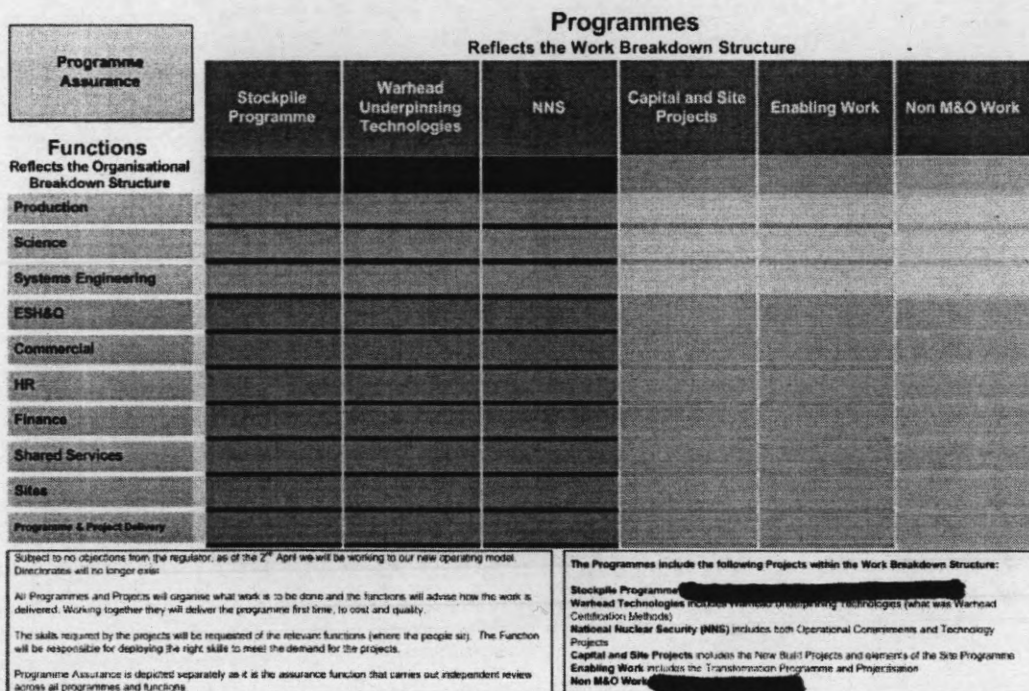 Programmes
Reflects the Work Breakdown Structure
Programme
Assurance
Stockpile
Programme
Warhead
Underpinning
Technologies
NNS
Capital and Site
Projects
Enabling Work
Non M&O Work
Functions
Reflects the Organisational
Breakdown Structure
Production
Science
Systems Engineering
ESH&Q
Commercial
HR
Finance
Shared Services
Sites
Programme & Project Delivery
Subject to no objections from the regulator, as of the 2nd April we will be working to our new operating model.
Directorates will no longer exist
All Programmes and Projects will organise what work is to be done and the functions will advise how the work is
delivered. Working together they will deliver the programme first time, to cost and quality.
The skills required by the projects will be requested of the relevant functions (where the people sit). The Function
will be responsible for deploying the right skills to meet the demand for the projects.
Programme Assurance is depicted separately as it is the assurance function that carries out independent review
across all programmes and functions
The Programmes include the following Projects within the Work Breakdown Structure:
Stockpile Programme
Warhead Technologies includes Warhead Underpinning Technologies (what was Warhead
Certification Methods)
National Nuclear Security (NNS) includes both Operational Commitments and Technology
Projects
Capital and Site Projects includes the New Build Projects and elements of the Site Programme
Enabling Work includes the Transformation Programme and Projectisation
Non M&O Work